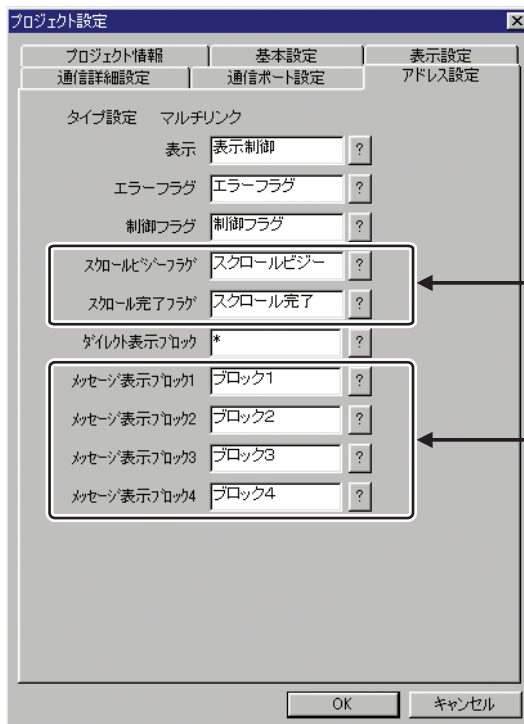 プロジェクト設定
プロジェクト情報 基本設定 表示設定
通信詳細設定 通信ポート設定 アドレス設定
タイプ設定 マルチリンク
表示 表示制御 ?
エラーフラグ エラーフラグ ?
制御フラグ 制御フラグ ?
スクロールビジーフラグ スクロールビジー ?
スクロール完了フラグ スクロール完了 ?
ダイレクト表示ブロック * ?
メッセージ表示ブロック1 ブロック1 ?
メッセージ表示ブロック2 ブロック2 ?
メッセージ表示ブロック3 ブロック3 ?
メッセージ表示ブロック4 ブロック4 ?
OK キャンセル